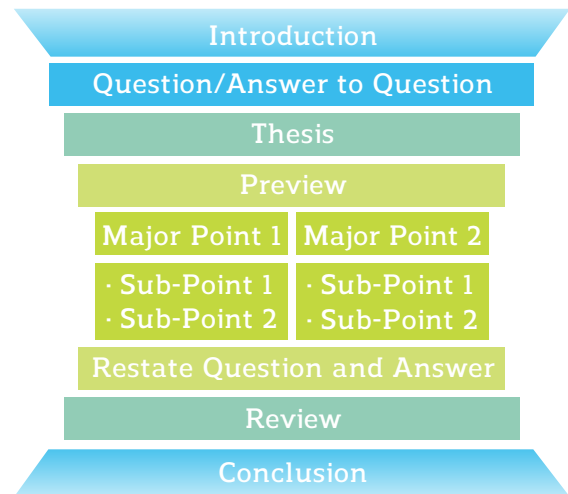 Introduction
Question/Answer to Question
Thesis
Preview
Major Point 1
Major Point 2
· Sub-Point 1
· Sub-Point 2
· Sub-Point 1
· Sub-Point 2
Restate Question and Answer
Review
Conclusion